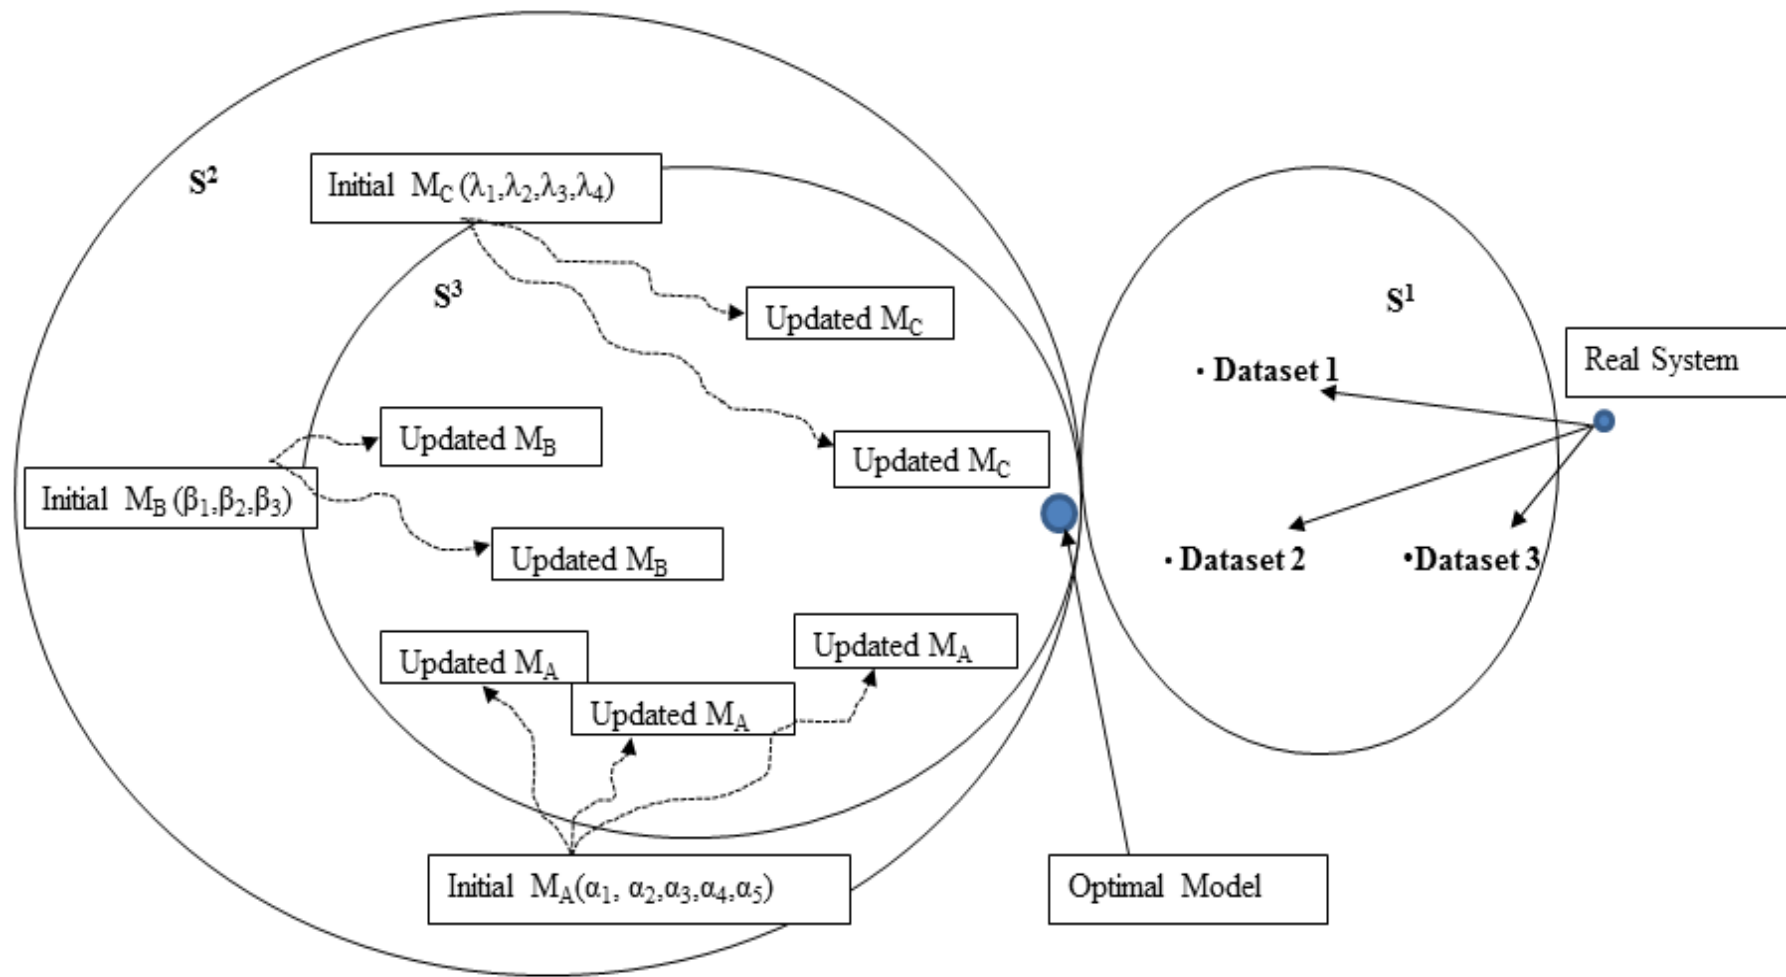 S²
Initial M_C (λ₁,λ₂,λ₃,λ₄)
S³
S¹
Updated M_C
Real System
· Dataset 1
Updated M_B
Updated M_C
Initial M_B (β₁,β₂,β₃)
Updated M_B
· Dataset 2
•Dataset 3
Updated M_A
Updated M_A
Updated M_A
Initial M_A(α₁, α₂,α₃,α₄,α₅)
Optimal Model